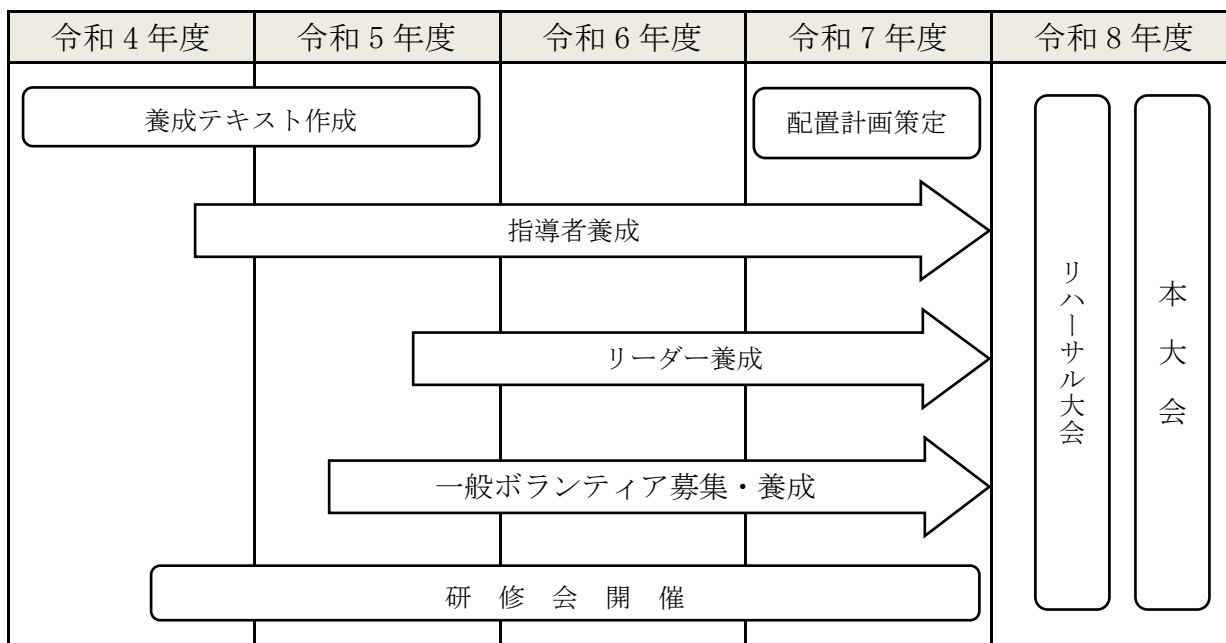 令和４年度
令和５年度
令和６年度
令和７年度
令和８年度
養成テキスト作成
配置計画策定
指導者養成
リーダー養成
一般ボランティア募集・養成
研 修 会 開 催
リハーサル大会
本 大 会